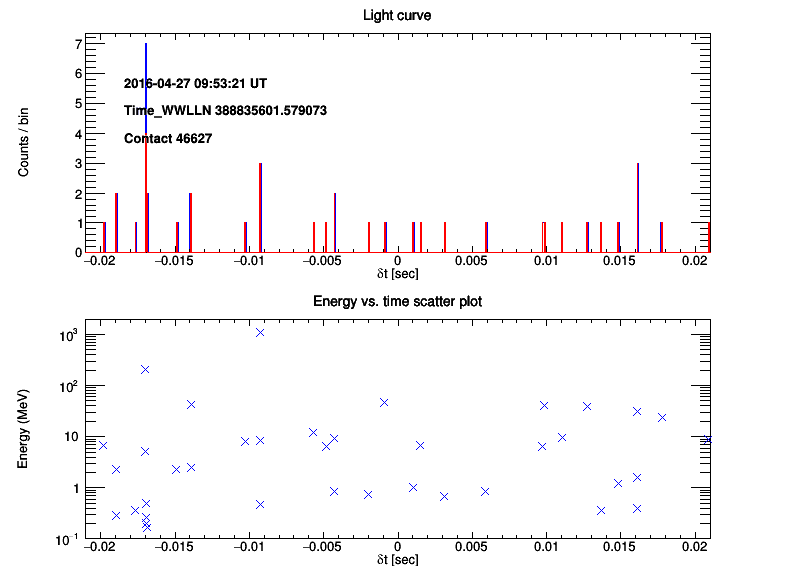 Light curve
7
6
5
4
3
2
1
0
Counts / bin
2016-04-27 09:53:21 UT
Time_WWLLN 388835601.579073
Contact 46627
−0.02 −0.015 −0.01 −0.005 0 0.005 0.01 0.015 0.02
δt [sec]
Energy vs. time scatter plot
10³
10²
10
1
10⁻¹
Energy (MeV)
−0.02 −0.015 −0.01 −0.005 0 0.005 0.01 0.015 0.02
δt [sec]